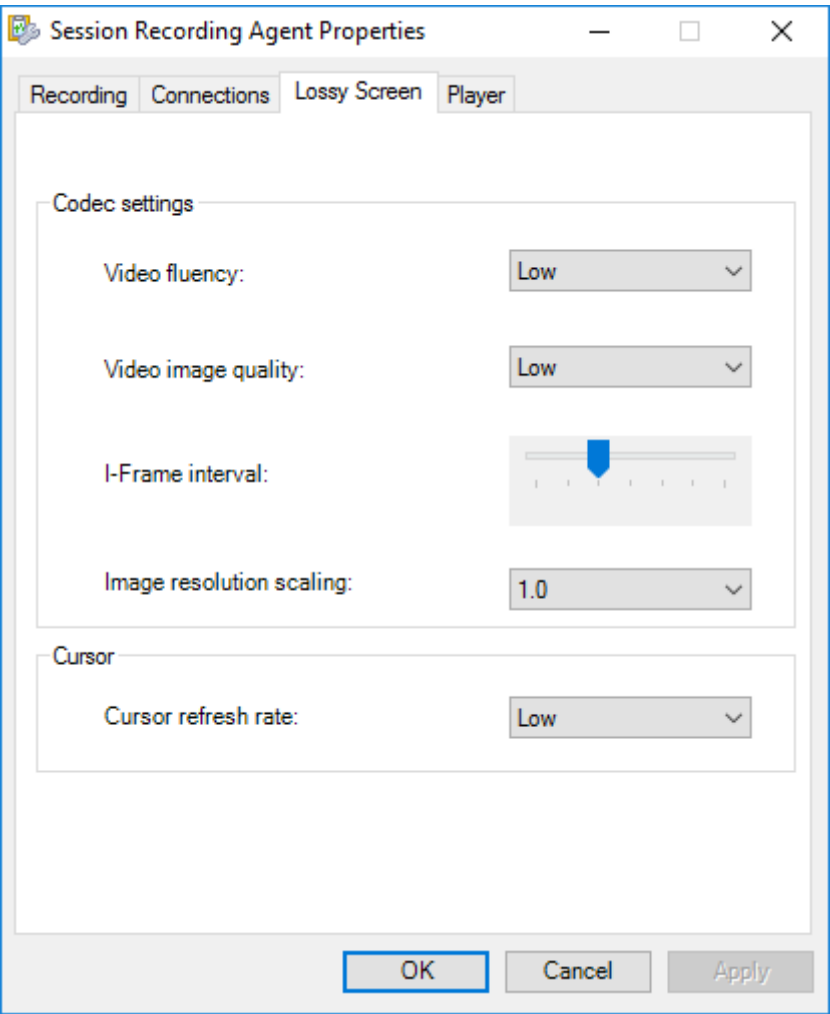 Session Recording Agent Properties
Recording Connections Lossy Screen Player
Codec settings
Video fluency: Low
Video image quality: Low
I-Frame interval:
Image resolution scaling: 1.0
Cursor
Cursor refresh rate: Low
OK Cancel Apply